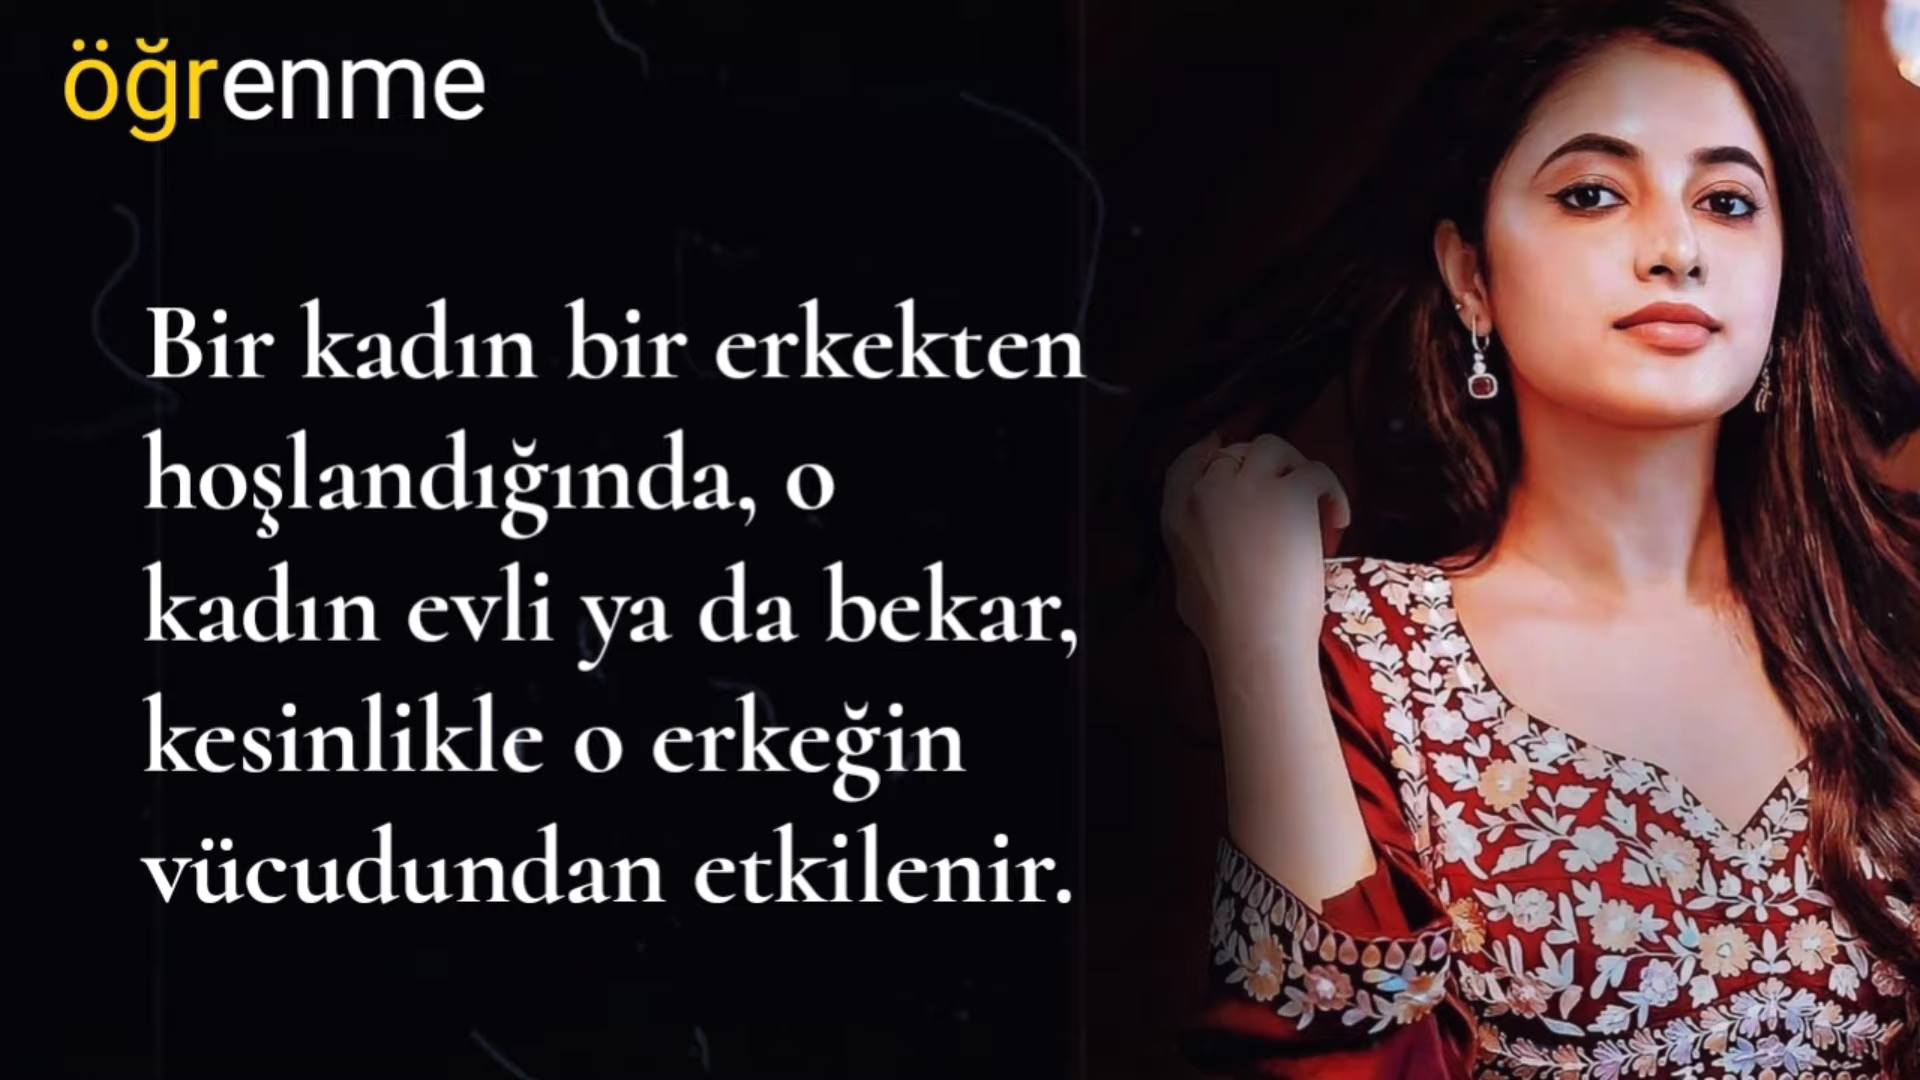 öğrenme
Bir kadın bir erkekten
hoşlandığında, o
kadın evli ya da bekar,
kesinlikle o erkeğin
vücudundan etkilenir.